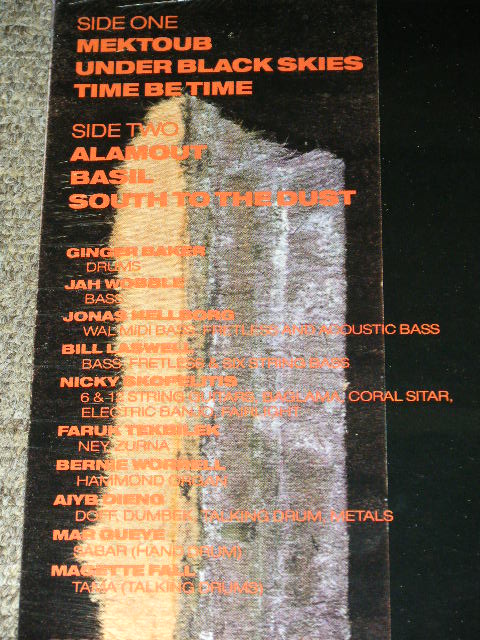 SIDE ONE
MEKTOUB
UNDER BLACK SKIES
TIME BE TIME
SIDE TWO
ALAMOUT
BASIL
SOUTH TO THE DUST
GINGER BAKER
DRUMS
JAH WOBBLE
BASS
JONAS HELLBORG
WAL MIDI BASS, FRETLESS AND ACOUSTIC BASS
BILL LASWELL
BASS, FRETLESS & SIX STRING BASS
NICKY SKOPELITIS
6 & 12 STRING GUITARS, BAGLAMA, CORAL SITAR,
ELECTRIC BANJO, FAIRLIGHT
FARUK TEKBILEK
NEY, ZURNA
BERNIE WORRELL
HAMMOND ORGAN
AIYB DIENG
DOFF, DUMBEK, TALKING DRUM, METALS
MAR GUEYE
SABAR (HAND DRUM)
MAGETTE FALL
TAMA (TALKING DRUMS)